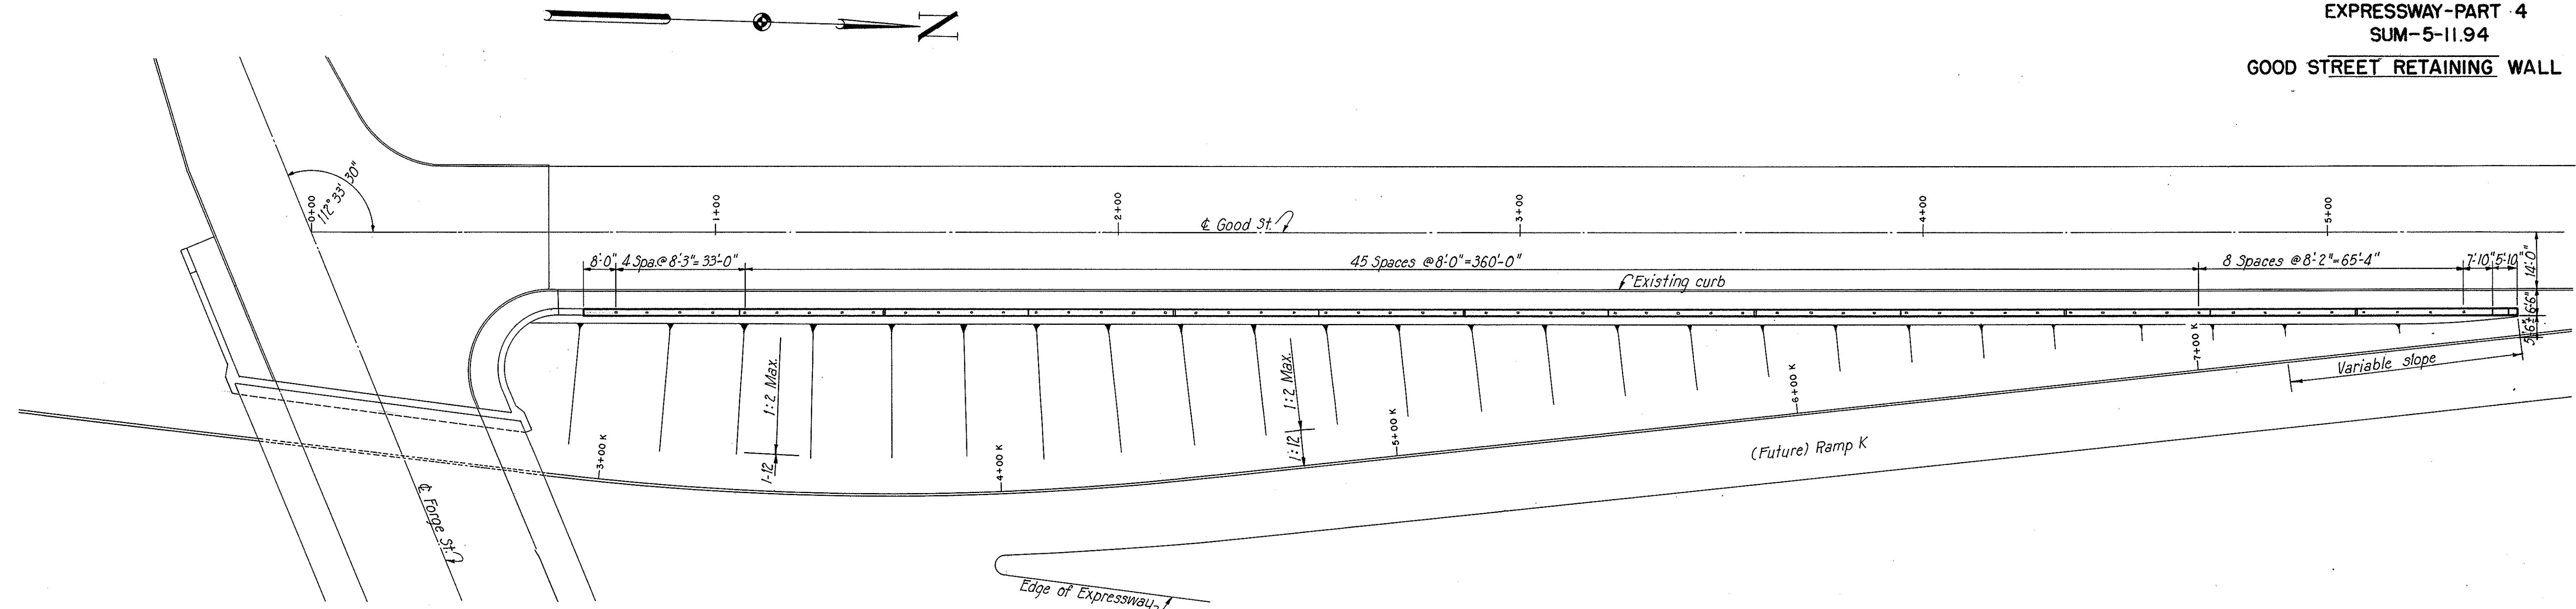 N
EXPRESSWAY-PART 4
SUM-5-11.94
GOOD STREET RETAINING WALL
112° 33' 30"
0+00
1+00
2+00
3+00
4+00
5+00
℄ Good St.
8'-0"
4 Spa.@ 8'-3"= 33'-0"
45 Spaces @ 8'-0"=360'-0"
8 Spaces @ 8'-2"=65'-4"
7'-10"
5'-10"
14'-0"
Existing curb
6'-6"
1:2 Max.
1-12
1:2 Max.
1:12
3+00 K
4+00 K
5+00 K
6+00 K
7+00 K
Variable slope
(Future) Ramp K
℄ Forge St.
Edge of Expressway